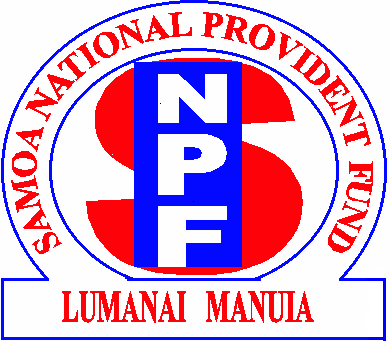 SAMOA NATIONAL PROVIDENT FUND
S
N
P
F
LUMANAI MANUIA